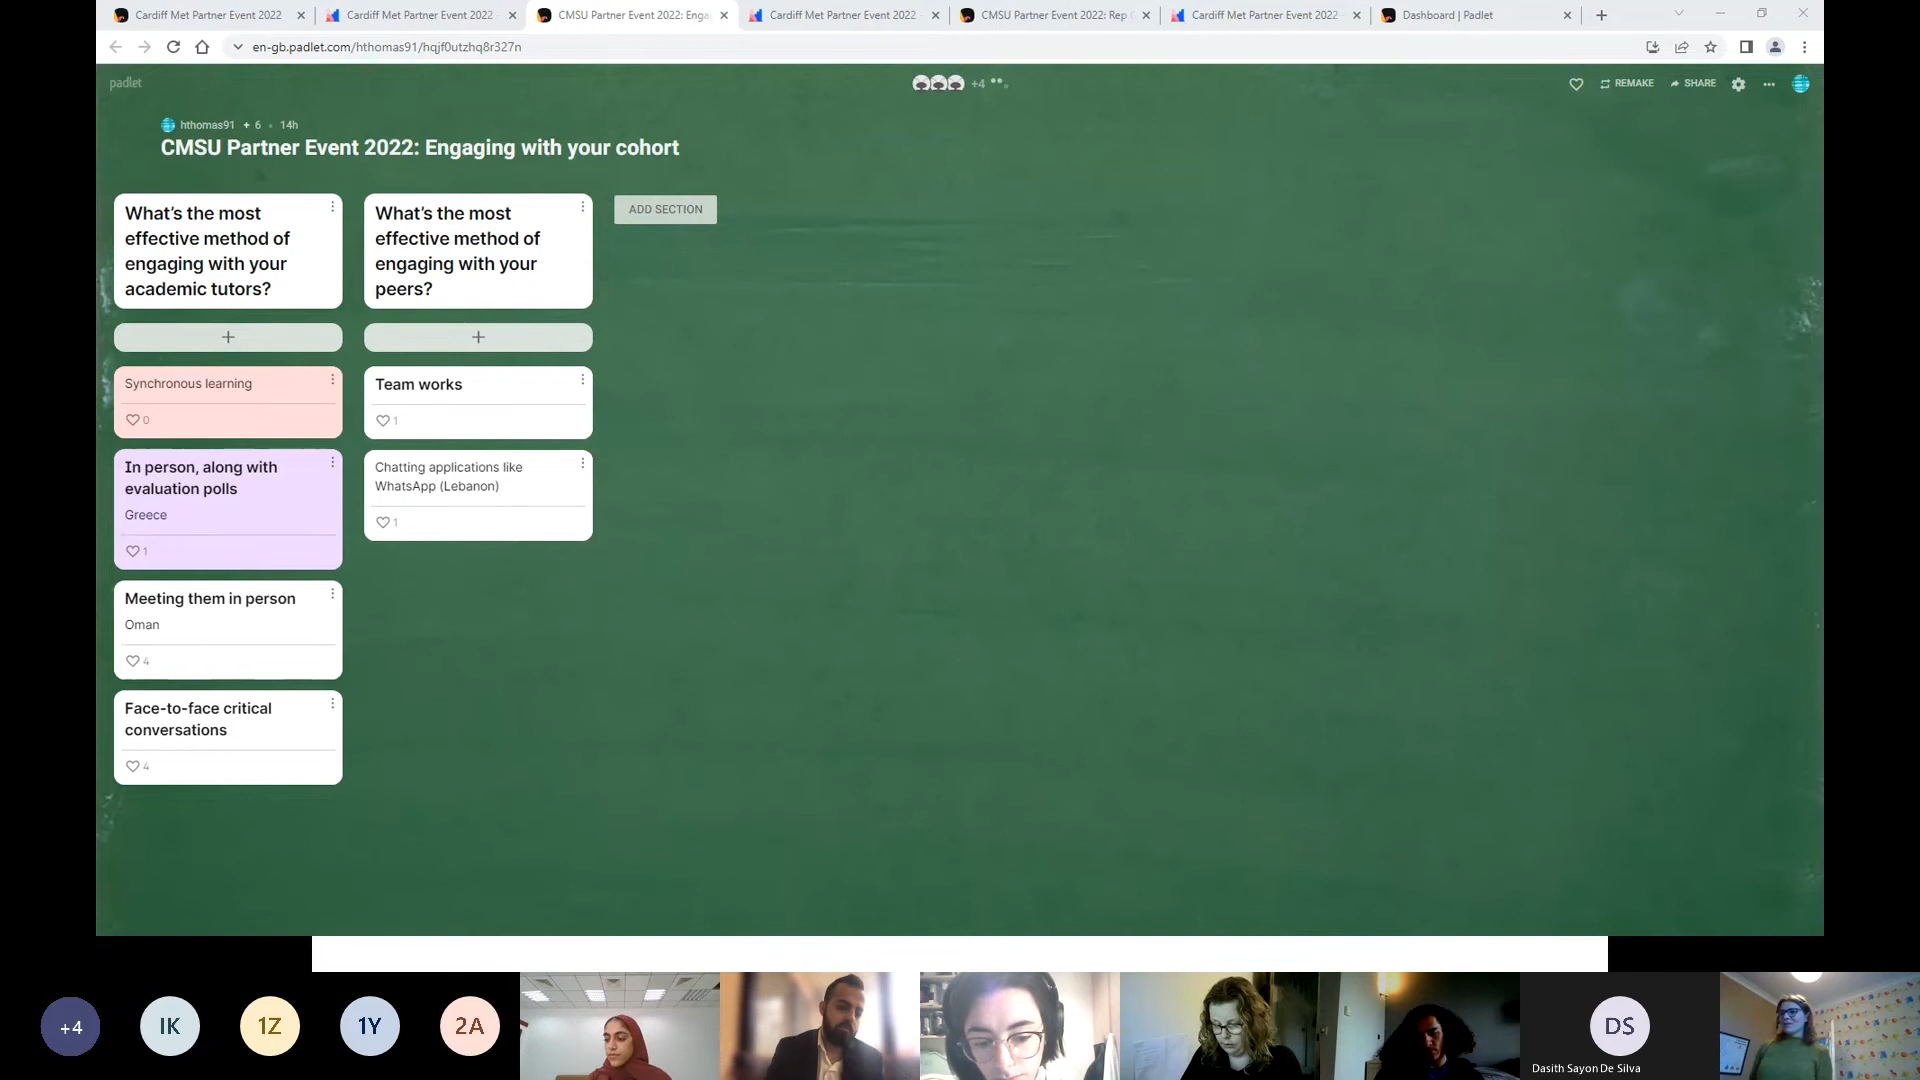 Cardiff Met Partner Event 2022
Cardiff Met Partner Event 2022
CMSU Partner Event 2022: Enga
Cardiff Met Partner Event 2022
CMSU Partner Event 2022: Rep
Cardiff Met Partner Event 2022
Dashboard | Padlet
en-gb.padlet.com/hthomas91/hqjf0utzhq8r327n
padlet
+4
REMAKE
SHARE
hthomas91 + 6 • 14h
CMSU Partner Event 2022: Engaging with your cohort
What's the most
effective method of
engaging with your
academic tutors?
Synchronous learning
0
In person, along with
evaluation polls
Greece
1
Meeting them in person
Oman
4
Face-to-face critical
conversations
4
What's the most
effective method of
engaging with your
peers?
Team works
1
Chatting applications like
WhatsApp (Lebanon)
1
ADD SECTION
+4
IK
1Z
1Y
2A
DS
Dasith Sayon De Silva